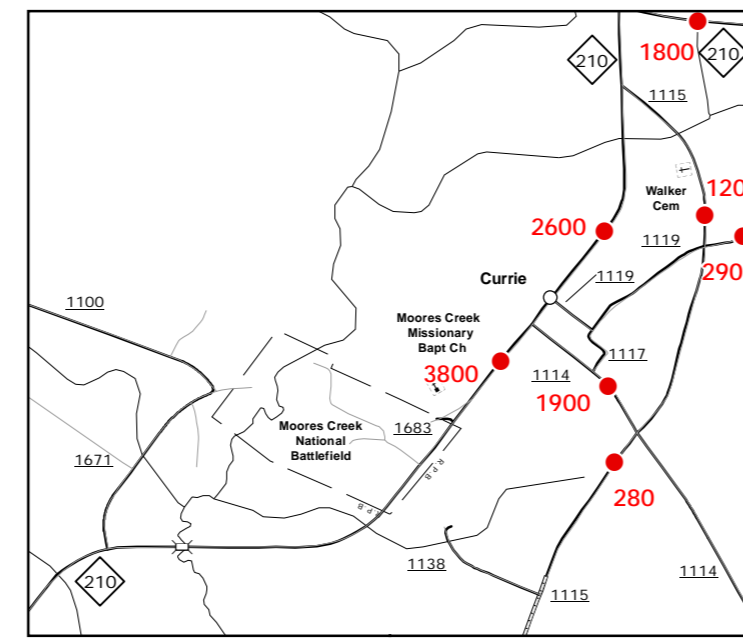 210
1800
210
1115
Walker
Cem
120
2600
1119
290
Currie
1119
1100
Moores Creek
Missionary
Bapt Ch
3800
1117
1114
1900
1683
Moores Creek
National
Battlefield
1671
R P B
R P B
280
1138
210
1115
1114